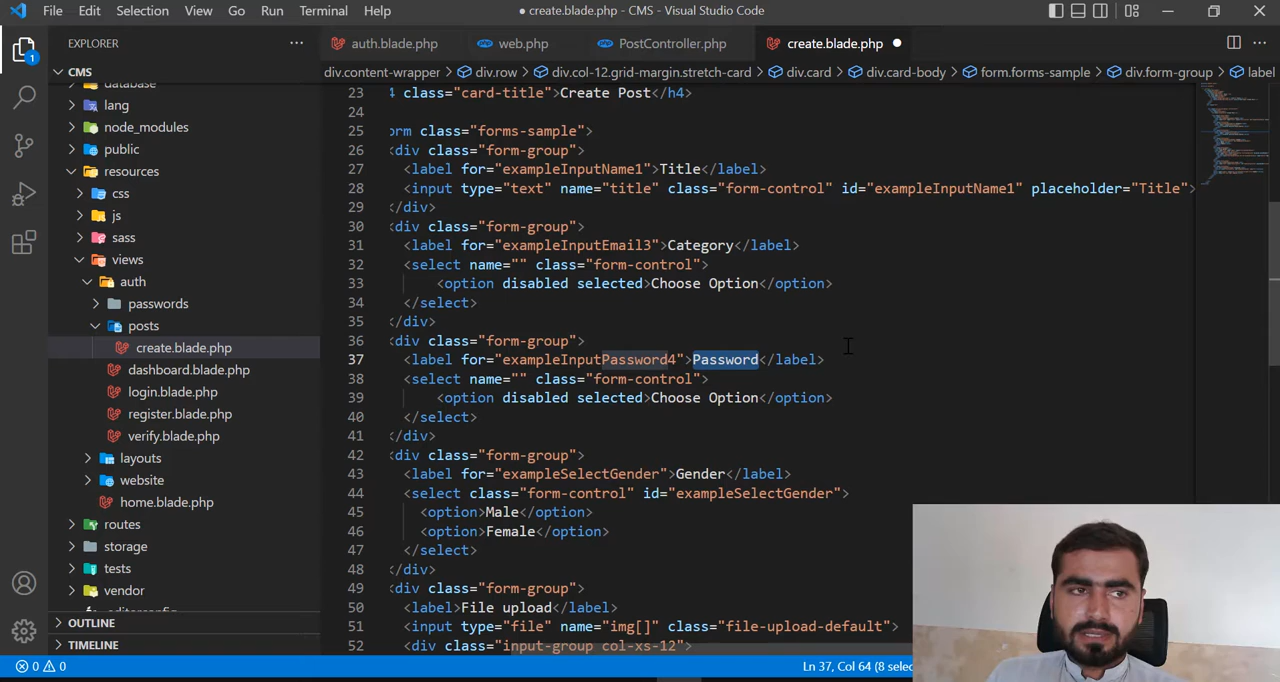 File Edit Selection View Go Run Terminal Help ● create.blade.php - CMS - Visual Studio Code
EXPLORER ··· auth.blade.php web.php PostController.php create.blade.php ●
CMS
div.content-wrapper > div.row > div.col-12.grid-margin.stretch-card > div.card > div.card-body > form.forms-sample > div.form-group > label
lang
node_modules
public
resources
css
js
sass
views
auth
passwords
posts
create.blade.php
dashboard.blade.php
login.blade.php
register.blade.php
verify.blade.php
layouts
website
home.blade.php
routes
storage
tests
vendor
OUTLINE
TIMELINE
1
23 4 class="card-title">Create Post</h4>
24
25 orm class="forms-sample">
26 <div class="form-group">
27 <label for="exampleInputName1">Title</label>
28 <input type="text" name="title" class="form-control" id="exampleInputName1" placeholder="Title">
29 </div>
30 <div class="form-group">
31 <label for="exampleInputEmail3">Category</label>
32 <select name="" class="form-control">
33 <option disabled selected>Choose Option</option>
34 </select>
35 </div>
36 <div class="form-group">
37 <label for="exampleInputPassword4">Password</label>
38 <select name="" class="form-control">
39 <option disabled selected>Choose Option</option>
40 </select>
41 </div>
42 <div class="form-group">
43 <label for="exampleSelectGender">Gender</label>
44 <select class="form-control" id="exampleSelectGender">
45 <option>Male</option>
46 <option>Female</option>
47 </select>
48 </div>
49 <div class="form-group">
50 <label>File upload</label>
51 <input type="file" name="img[]" class="file-upload-default">
52 <div class="input-group col-xs-12">
0 0 Ln 37, Col 64 (8 selec